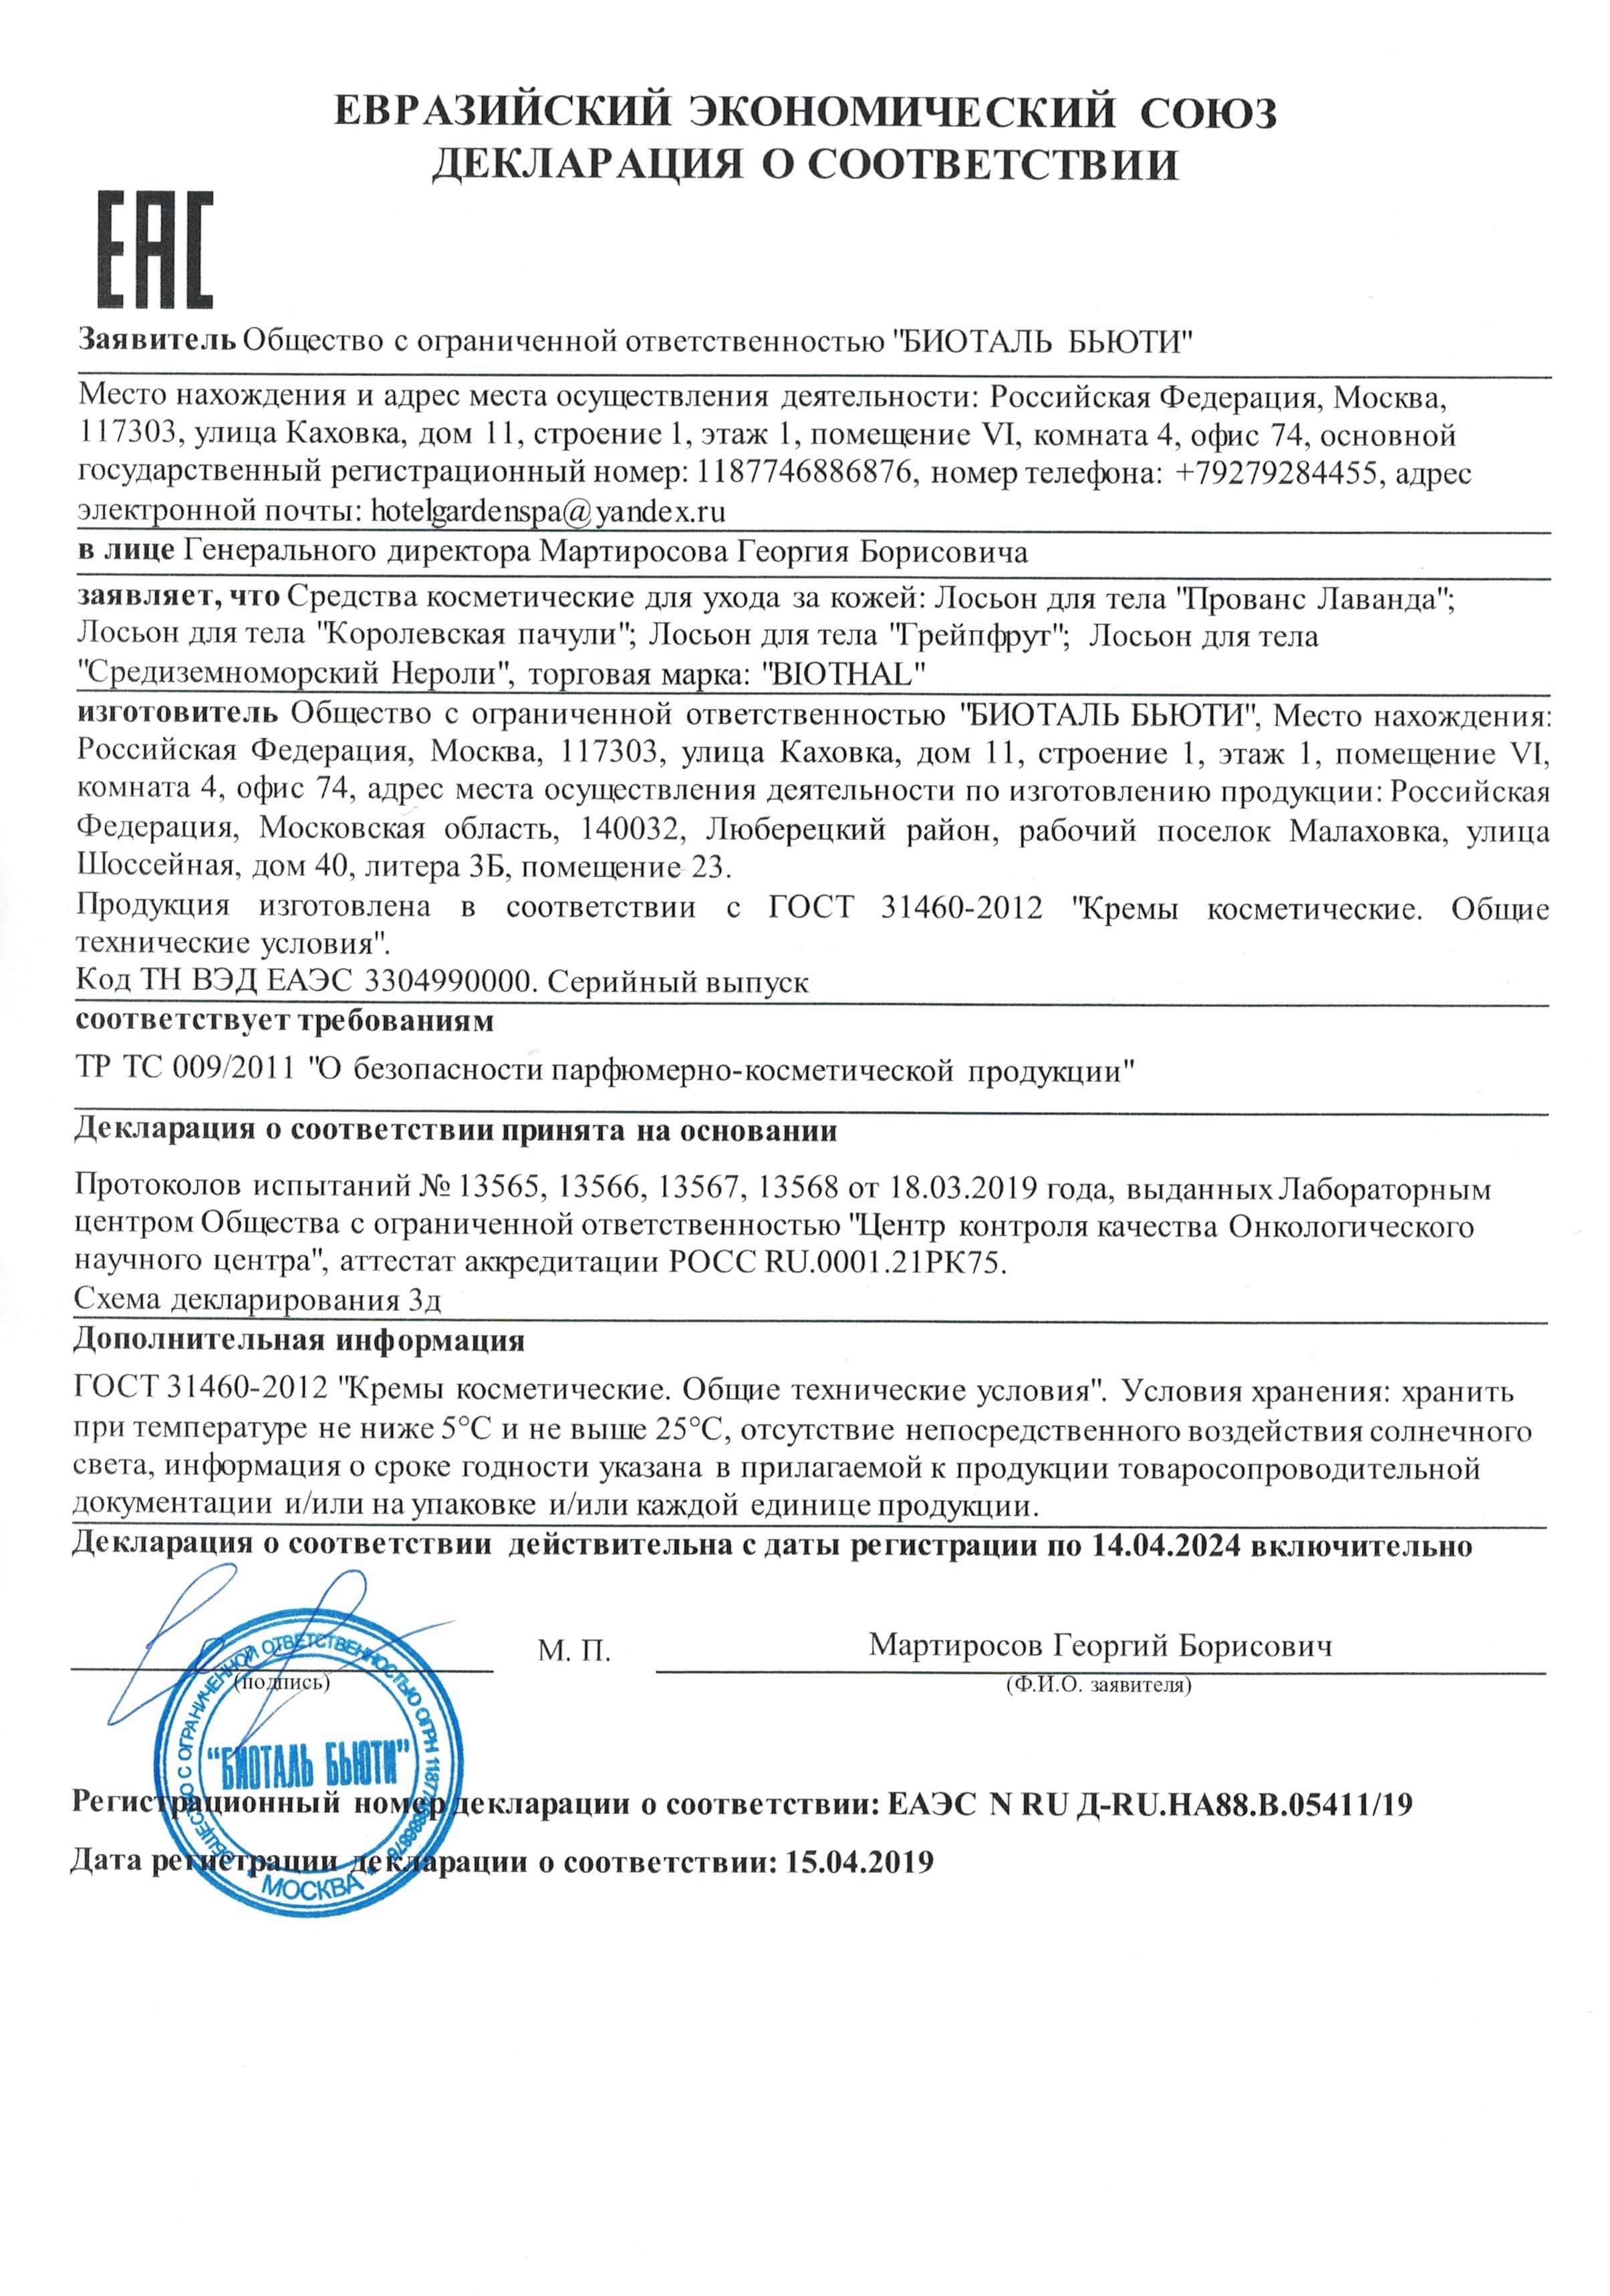 ЕВРАЗИЙСКИЙ ЭКОНОМИЧЕСКИЙ СОЮЗ
ДЕКЛАРАЦИЯ О СООТВЕТСТВИИ
ЕАС
Заявитель Общество с ограниченной ответственностью "БИОТАЛЬ БЬЮТИ"
Место нахождения и адрес места осуществления деятельности: Российская Федерация, Москва,
117303, улица Каховка, дом 11, строение 1, этаж 1, помещение VI, комната 4, офис 74, основной
государственный регистрационный номер: 1187746886876, номер телефона: +79279284455, адрес
электронной почты: hotelgardenspa@yandex.ru
в лице Генерального директора Мартиросова Георгия Борисовича
заявляет, что Средства косметические для ухода за кожей: Лосьон для тела "Прованс Лаванда";
Лосьон для тела "Королевская пачули"; Лосьон для тела "Грейпфрут"; Лосьон для тела
"Средиземноморский Нероли", торговая марка: "BIOTHAL"
изготовитель Общество с ограниченной ответственностью "БИОТАЛЬ БЬЮТИ", Место нахождения:
Российская Федерация, Москва, 117303, улица Каховка, дом 11, строение 1, этаж 1, помещение VI,
комната 4, офис 74, адрес места осуществления деятельности по изготовлению продукции: Российская
Федерация, Московская область, 140032, Люберецкий район, рабочий поселок Малаховка, улица
Шоссейная, дом 40, литера 3Б, помещение 23.
Продукция изготовлена в соответствии с ГОСТ 31460-2012 "Кремы косметические. Общие
технические условия".
Код ТН ВЭД ЕАЭС 3304990000. Серийный выпуск
соответствует требованиям
ТР ТС 009/2011 "О безопасности парфюмерно-косметической продукции"
Декларация о соответствии принята на основании
Протоколов испытаний № 13565, 13566, 13567, 13568 от 18.03.2019 года, выданных Лабораторным
центром Общества с ограниченной ответственностью "Центр контроля качества Онкологического
научного центра", аттестат аккредитации РОСС RU.0001.21РК75.
Схема декларирования 3д
Дополнительная информация
ГОСТ 31460-2012 "Кремы косметические. Общие технические условия". Условия хранения: хранить
при температуре не ниже 5°С и не выше 25°С, отсутствие непосредственного воздействия солнечного
света, информация о сроке годности указана в прилагаемой к продукции товаросопроводительной
документации и/или на упаковке и/или каждой единице продукции.
Декларация о соответствии действительна с даты регистрации по 14.04.2024 включительно
М. П.
Мартиросов Георгий Борисович
(подпись)
(Ф.И.О. заявителя)
ОБЩЕСТВО С ОГРАНИЧЕННОЙ ОТВЕТСТВЕННОСТЬЮ ОГРН 1187746886876
"БИОТАЛЬ БЬЮТИ"
* МОСКВА *
Регистрационный номер декларации о соответствии: ЕАЭС N RU Д-RU.НА88.В.05411/19
Дата регистрации декларации о соответствии: 15.04.2019